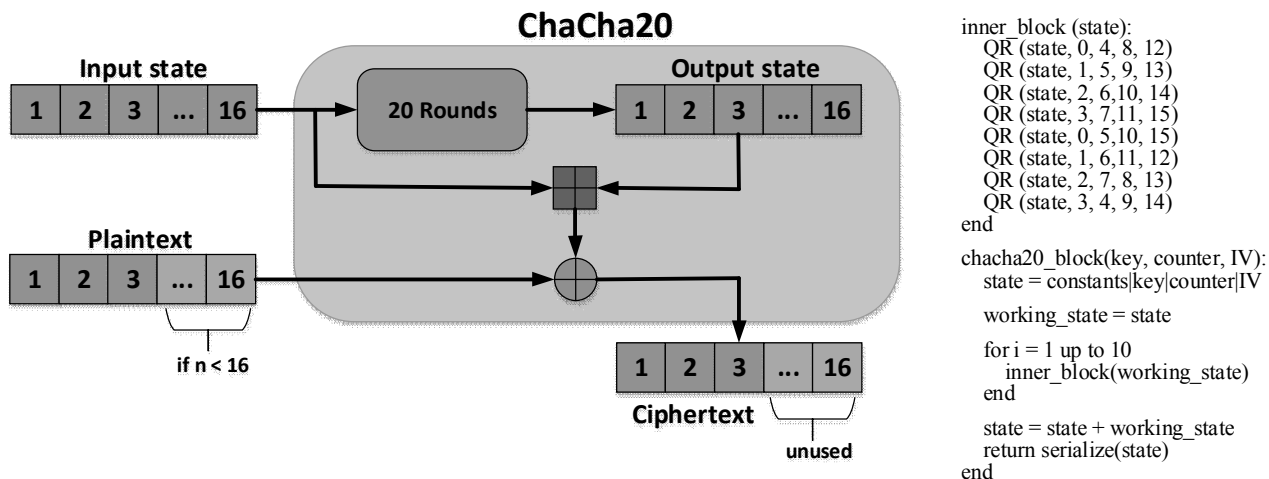 ChaCha20
Input state
1 2 3 ... 16
20 Rounds
Output state
1 2 3 ... 16
Plaintext
1 2 3 ... 16
if n < 16
1 2 3 ... 16
Ciphertext
unused
inner_block (state):
QR (state, 0, 4, 8, 12)
QR (state, 1, 5, 9, 13)
QR (state, 2, 6,10, 14)
QR (state, 3, 7,11, 15)
QR (state, 0, 5,10, 15)
QR (state, 1, 6,11, 12)
QR (state, 2, 7, 8, 13)
QR (state, 3, 4, 9, 14)
end
chacha20_block(key, counter, IV):
state = constants|key|counter|IV
working_state = state
for i = 1 up to 10
inner_block(working_state)
end
state = state + working_state
return serialize(state)
end